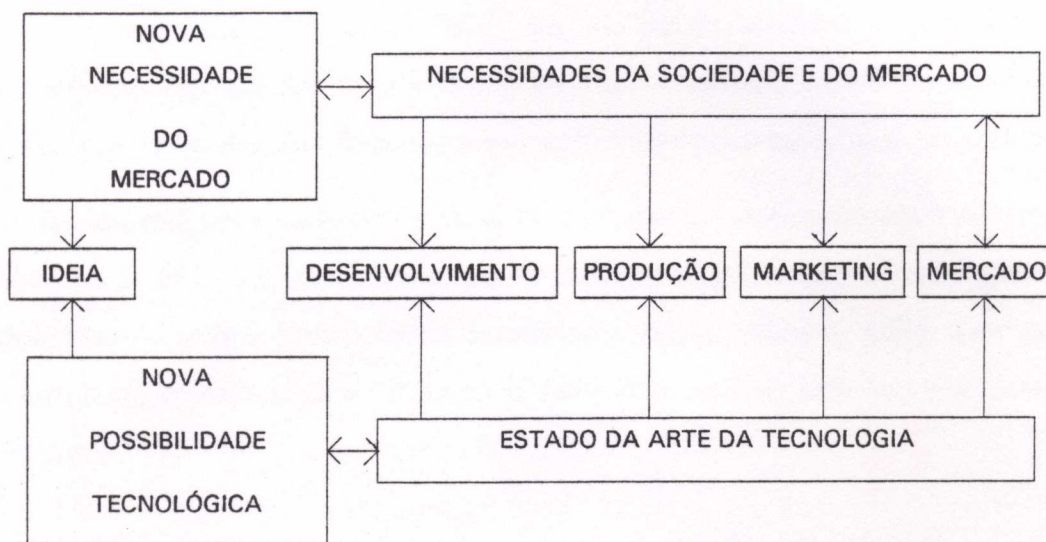 NOVA
NECESSIDADE
DO
MERCADO
NECESSIDADES DA SOCIEDADE E DO MERCADO
IDEIA
DESENVOLVIMENTO
PRODUÇÃO
MARKETING
MERCADO
NOVA
POSSIBILIDADE
TECNOLÓGICA
ESTADO DA ARTE DA TECNOLOGIA